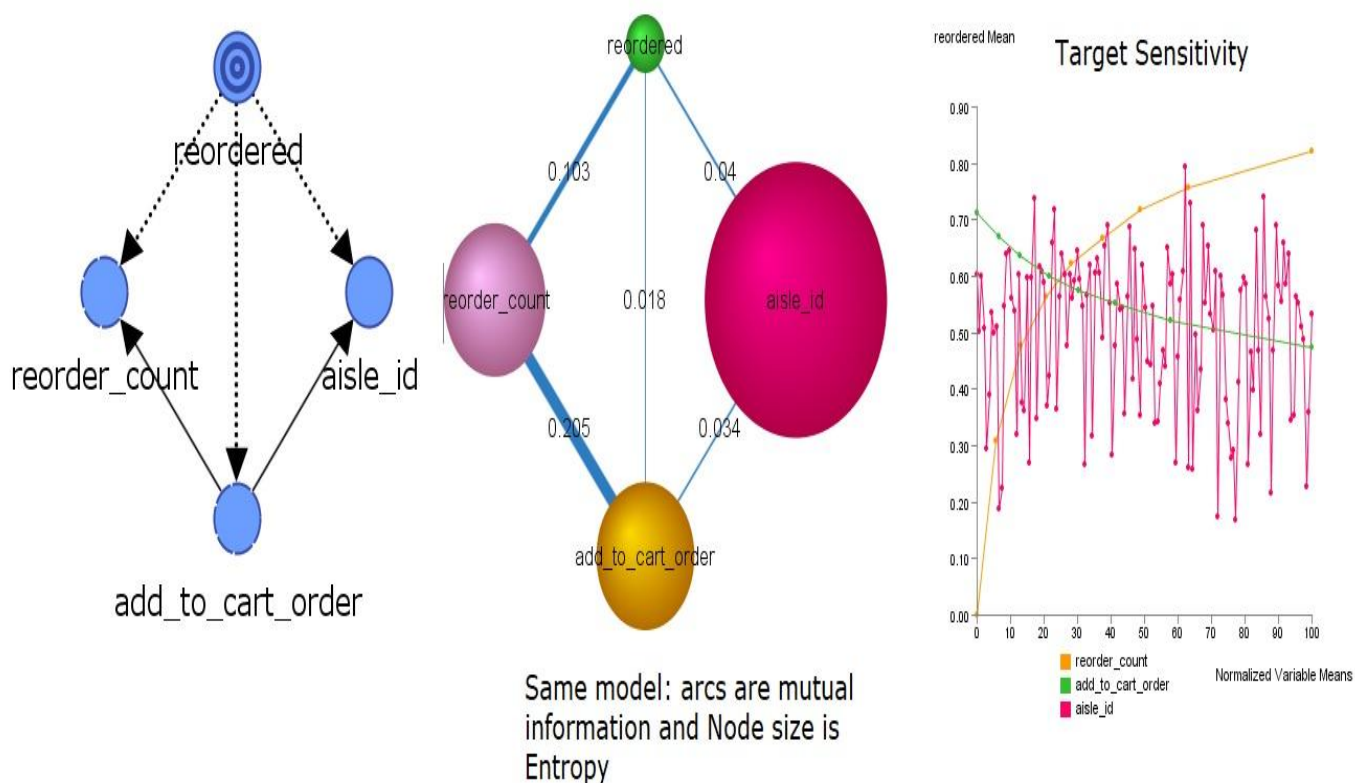 reordered
reorder_count
aisle_id
add_to_cart_order
reordered
0.103
0.04
reorder_count
0.018
aisle_id
0.205
0.034
add_to_cart_order
Same model: arcs are mutual
information and Node size is
Entropy
reordered Mean
Target Sensitivity
0.90
0.80
0.70
0.60
0.50
0.40
0.30
0.20
0.10
0.00
0 10 20 30 40 50 60 70 80 90 100
reorder_count
add_to_cart_order
aisle_id
Normalized Variable Means